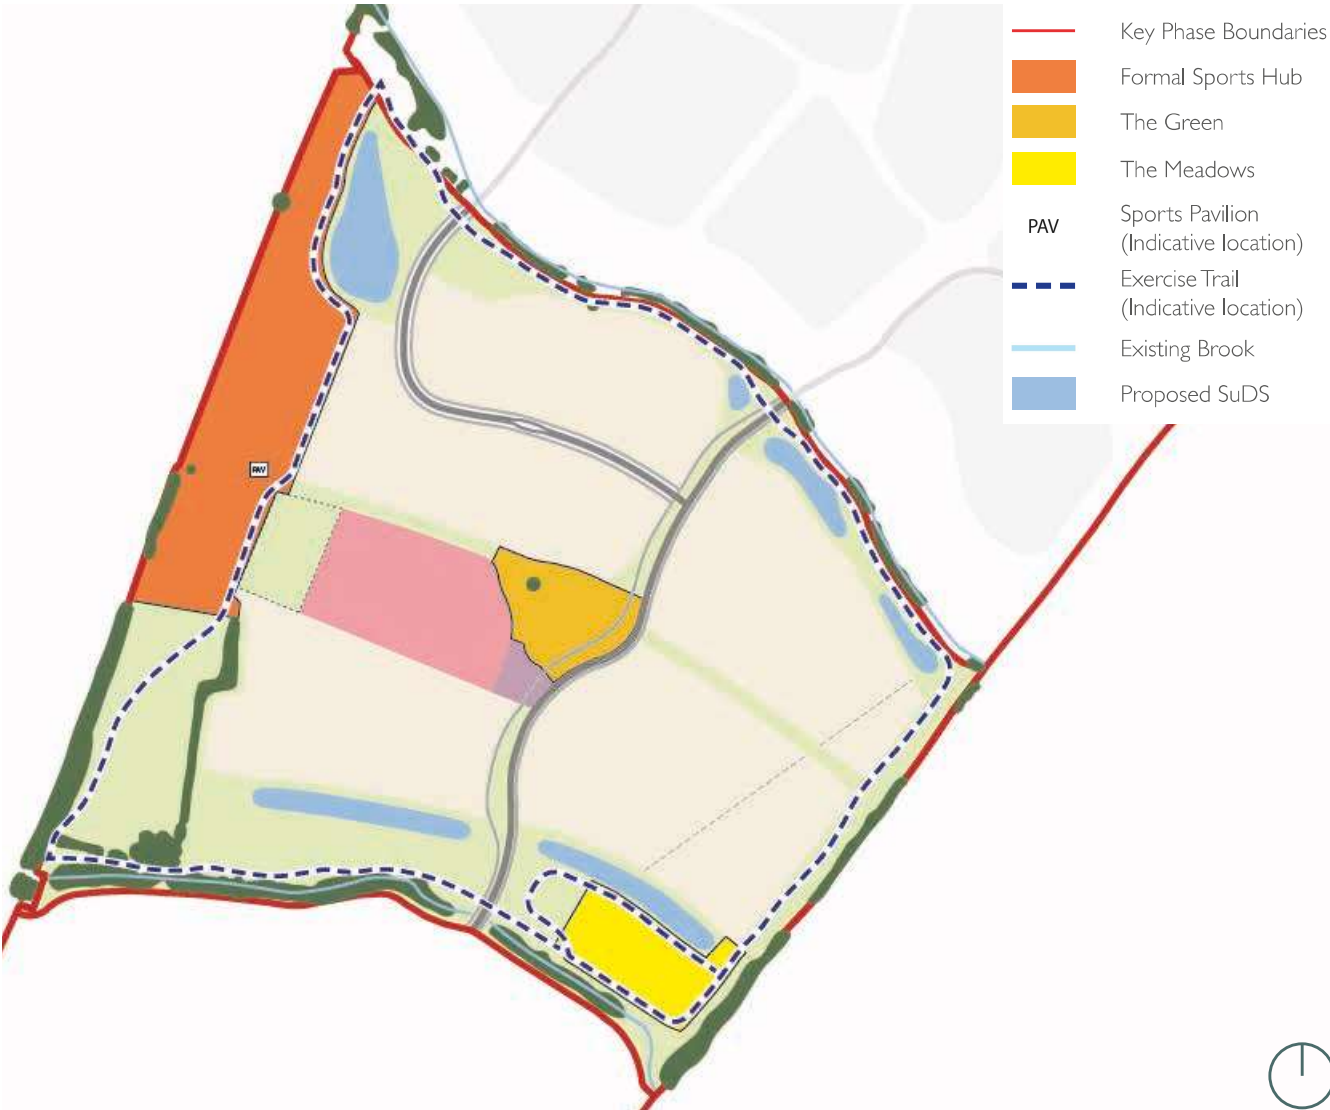 Key Phase Boundaries
Formal Sports Hub
The Green
The Meadows
PAV
Sports Pavilion
(Indicative location)
Exercise Trail
(Indicative location)
Existing Brook
Proposed SuDS
PAV